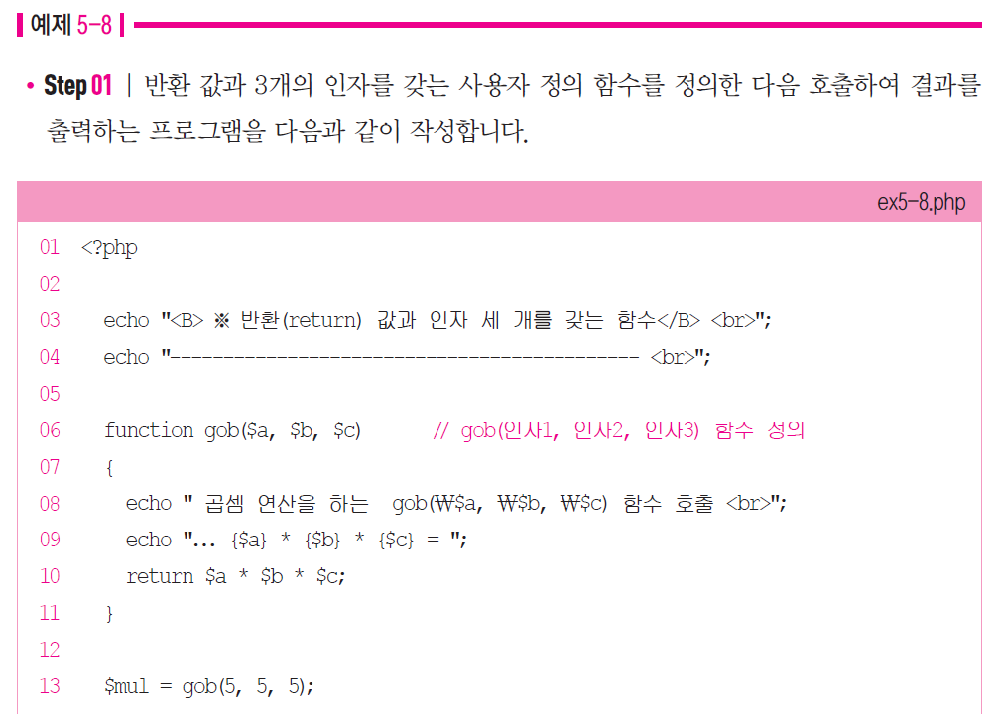 예제 5-8
• Step 01 | 반환 값과 3개의 인자를 갖는 사용자 정의 함수를 정의한 다음 호출하여 결과를
출력하는 프로그램을 다음과 같이 작성합니다.
ex5-8.php
01 <?php
02
03 echo "<B> ※ 반환(return) 값과 인자 세 개를 갖는 함수</B> <br>";
04 echo "-------------------------------------------- <br>";
05
06 function gob($a, $b, $c) // gob(인자1, 인자2, 인자3) 함수 정의
07 {
08 echo " 곱셈 연산을 하는 gob(₩$a, ₩$b, ₩$c) 함수 호출 <br>";
09 echo "... {$a} * {$b} * {$c} = ";
10 return $a * $b * $c;
11 }
12
13 $mul = gob(5, 5, 5);